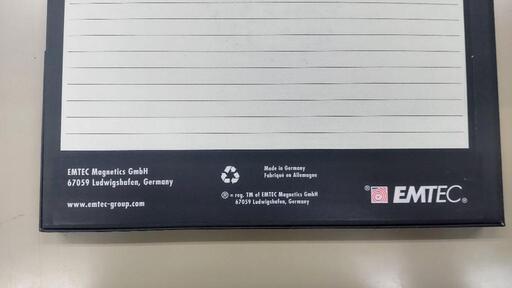 EMTEC Magnetics GmbH
67059 Ludwigshafen, Germany
www.emtec-group.com
Made in Germany
Fabriqué en Allemagne
® = reg. TM of EMTEC Magnetics GmbH
67059 Ludwigshafen, Germany
® EMTEC®